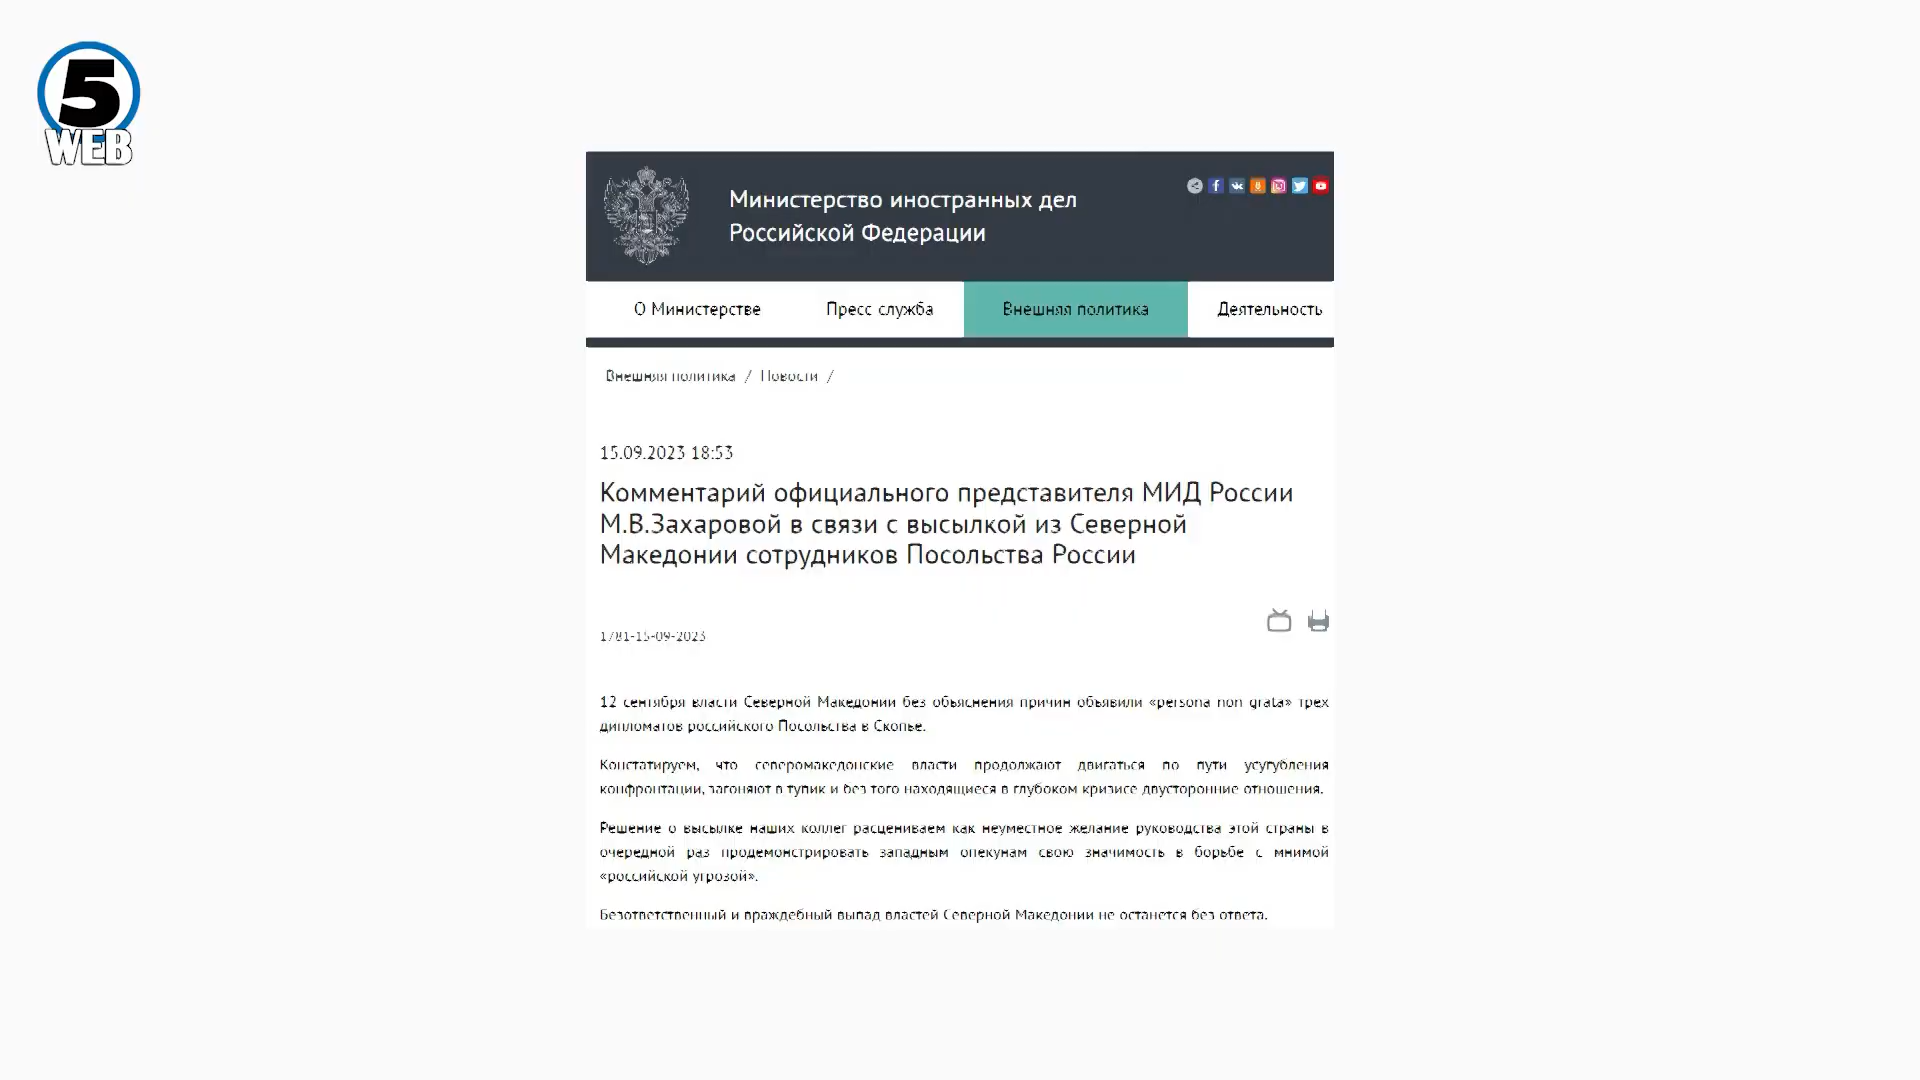 5
WEB
Министерство иностранных дел
Российской Федерации
О Министерстве
Пресс служба
Внешняя политика
Деятельность
Внешняя политика / Новости /
15.09.2023 18:53
Комментарий официального представителя МИД России
М.В.Захаровой в связи с высылкой из Северной
Македонии сотрудников Посольства России
1781-15-09-2023
12 сентября власти Северной Македонии без объяснения причин объявили «persona non grata» трех
дипломатов российского Посольства в Скопье.
Констатируем, что северомакедонские власти продолжают двигаться по пути усугубления
конфронтации, загоняют в тупик и без того находящиеся в глубоком кризисе двусторонние отношения.
Решение о высылке наших коллег расцениваем как неуместное желание руководства этой страны в
очередной раз продемонстрировать западным опекунам свою значимость в борьбе с мнимой
«российской угрозой».
Безответственный и враждебный выпад властей Северной Македонии не останется без ответа.